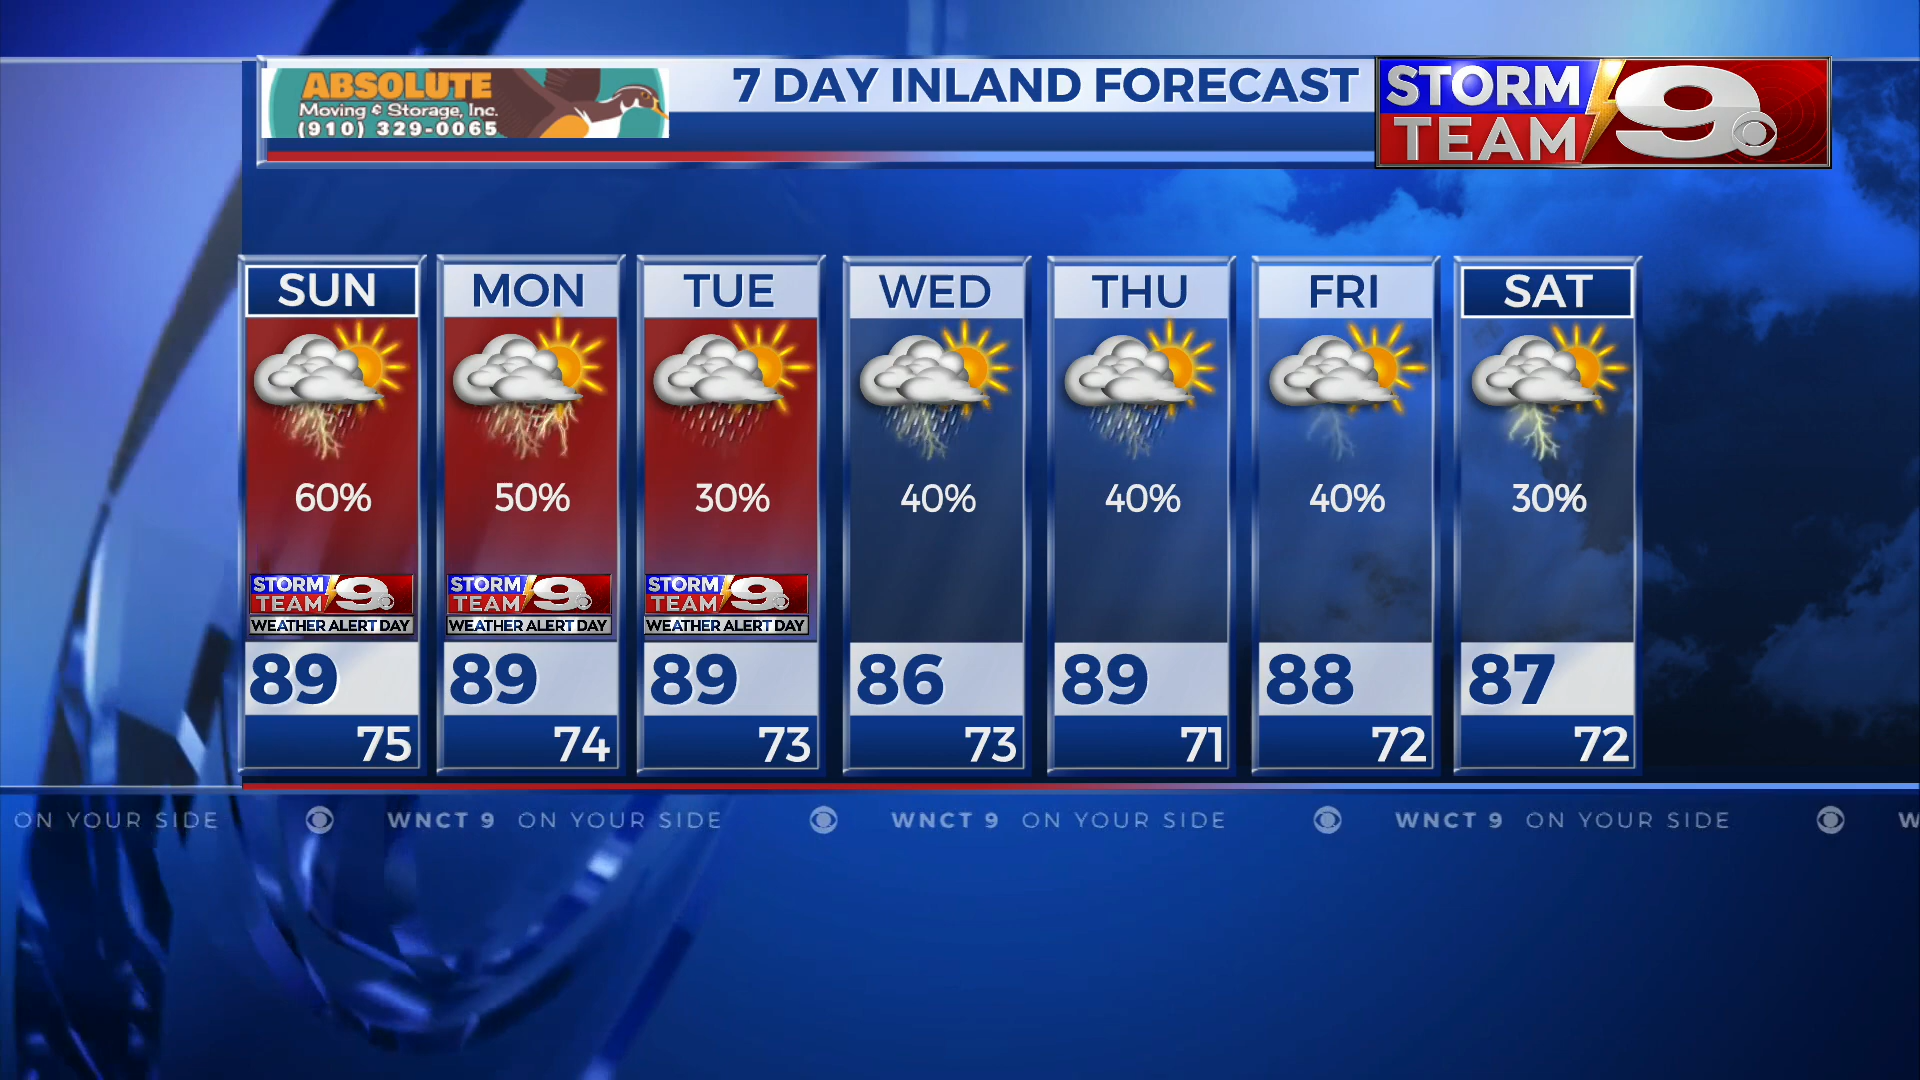 ABSOLUTE
Moving & Storage, Inc.
(910) 329-0065
7 DAY INLAND FORECAST
STORM
TEAM 9
SUN MON TUE WED THU FRI SAT
60% 50% 30% 40% 40% 40% 30%
STORM TEAM 9 STORM TEAM 9 STORM TEAM 9
WEATHER ALERT DAY WEATHER ALERT DAY WEATHER ALERT DAY
89 89 89 86 89 88 87
75 74 73 73 71 72 72
ON YOUR SIDE WNCT 9 ON YOUR SIDE WNCT 9 ON YOUR SIDE WNCT 9 ON YOUR SIDE W